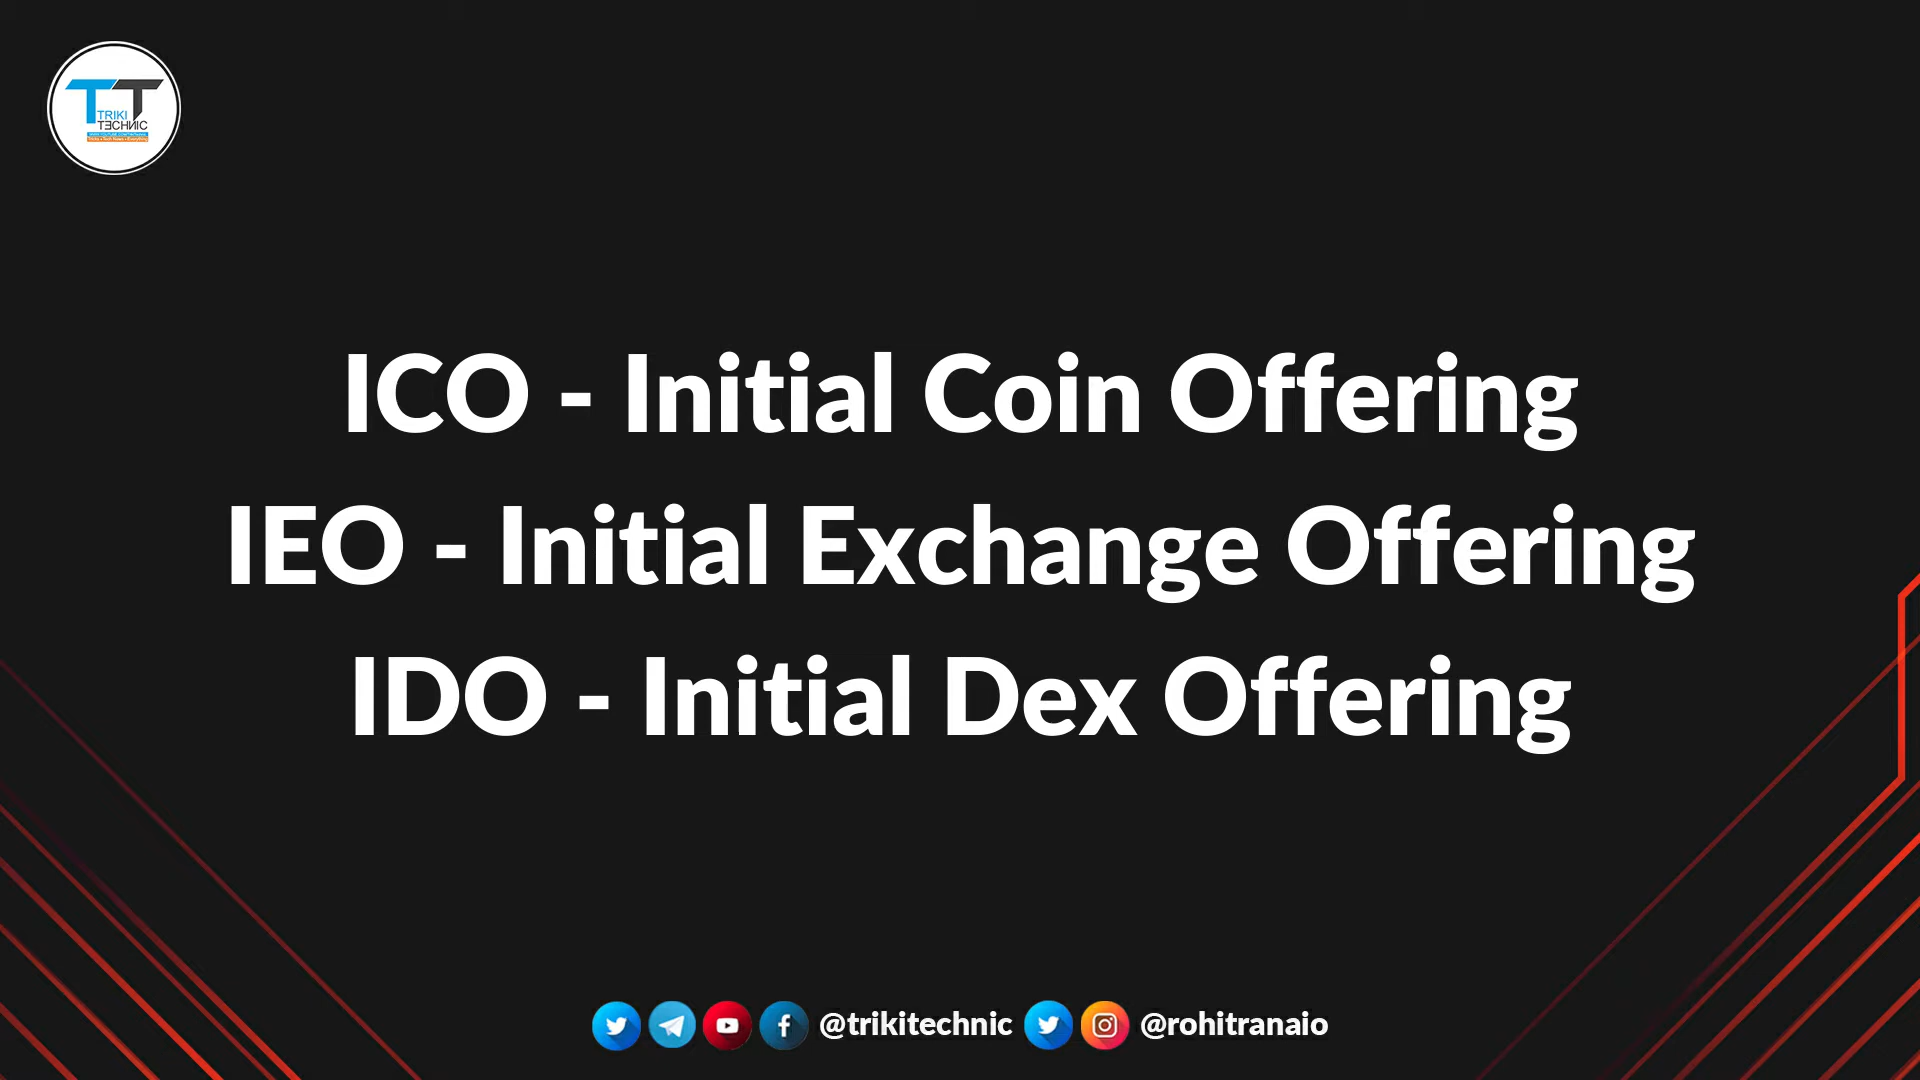 TRIKI
TECHNIC
ICO - Initial Coin Offering
IEO - Initial Exchange Offering
IDO - Initial Dex Offering
@trikitechnic @rohitranaio